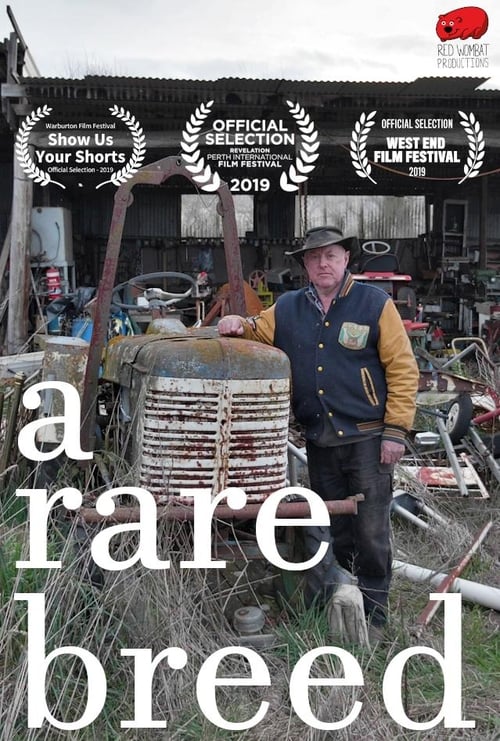 RED WOMBAT
PRODUCTIONS
Warburton Film Festival
Show Us
Your Shorts
Official Selection - 2019
OFFICIAL
SELECTION
REVELATION
PERTH INTERNATIONAL
FILM FESTIVAL
2019
OFFICIAL SELECTION
WEST END
FILM FESTIVAL
2019
a
rare
breed